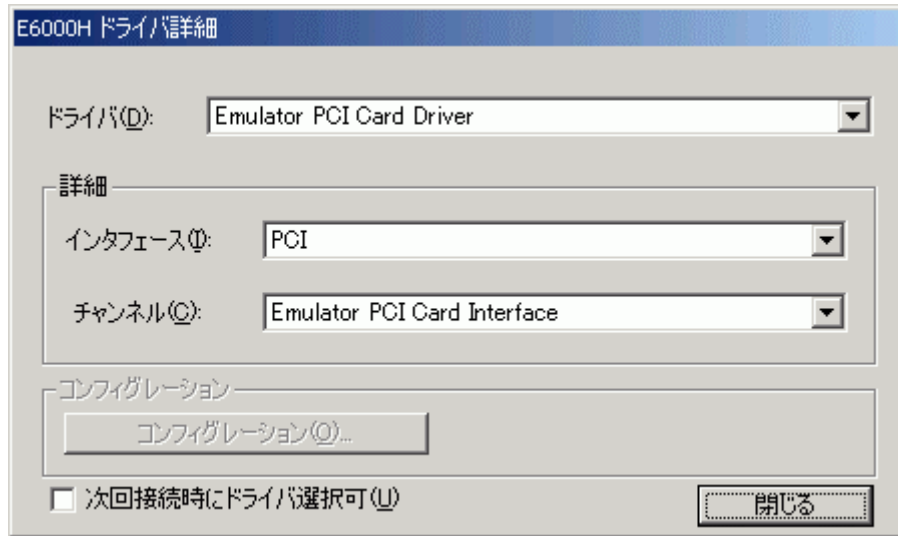 E6000H ドライバ詳細
ドライバ(D): Emulator PCI Card Driver
詳細
インタフェース(I): PCI
チャンネル(C): Emulator PCI Card Interface
コンフィグレーション
コンフィグレーション(O)...
次回接続時にドライバ選択可(U)
閉じる